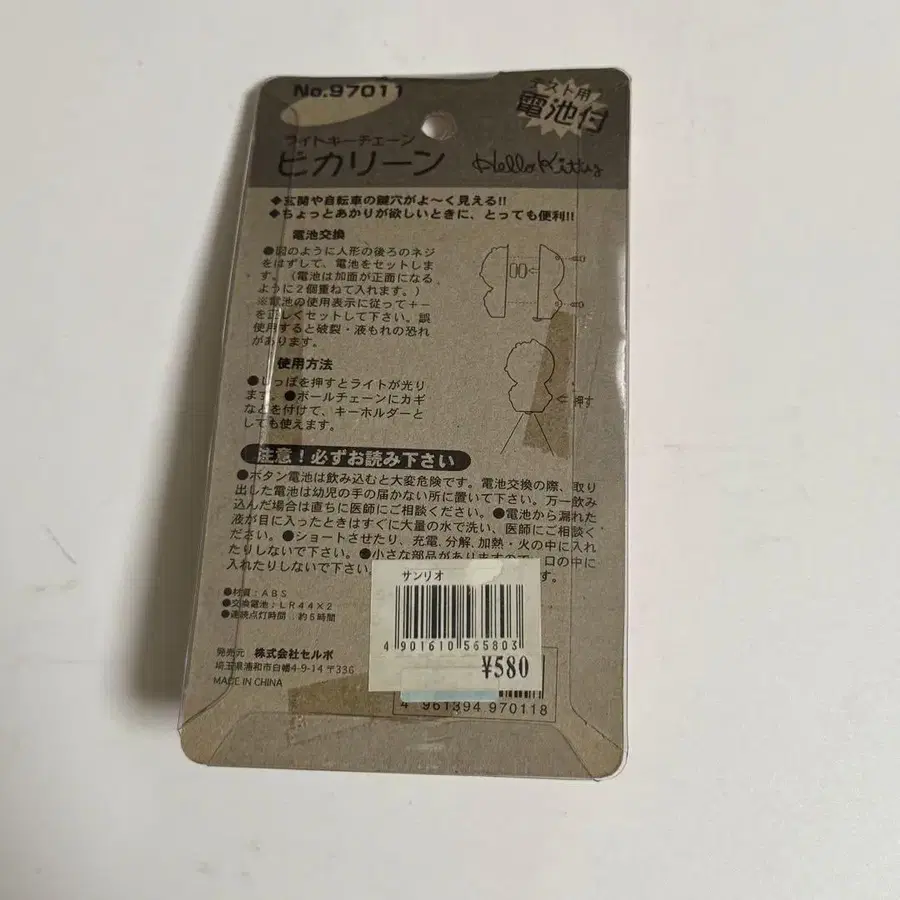 No.97011
テスト用
電池付
ライトキーチェーン
ピカリーン
Hello Kitty
◆玄関や自転車の鍵穴がよ〜く見える!!
◆ちょっとあかりが欲しいときに、とっても便利!!
電池交換
●図のように人形の後ろのネジ
をはずして、電池をセットしま
す。(電池は加面が正面になる
ように2個重ねて入れます。)
※電池の使用表示に従って+−
を正しくセットして下さい。誤
使用すると破裂・液もれの恐れ
があります。
使用方法
●しっぽを押すとライトが光り
ます。●ボールチェーンにカギ
などを付けて、キーホルダーと
しても使えます。
押す
注意!必ずお読み下さい
●ボタン電池は飲み込むと大変危険です。電池交換の際、取り
出した電池は幼児の手の届かない所に置いて下さい。万一飲み
込んだ場合は直ちに医師にご相談ください。●電池から漏れた
液が目に入ったときはすぐに大量の水で洗い、医師にご相談く
ださい。●ショートさせたり、充電、分解、加熱・火の中に入れ
たりしないで下さい。●小さな部品がありますので、口の中に
入れたりしないで下さい。
す。
●材質:ABS
●交換電池:LR44×2
●連続点灯時間:約5時間
発売元 株式会社セルポ
埼玉県浦和市白幡4-9-14 〒336
MADE IN CHINA
サンリオ
4 901610 565803
¥580
4 961394 970118